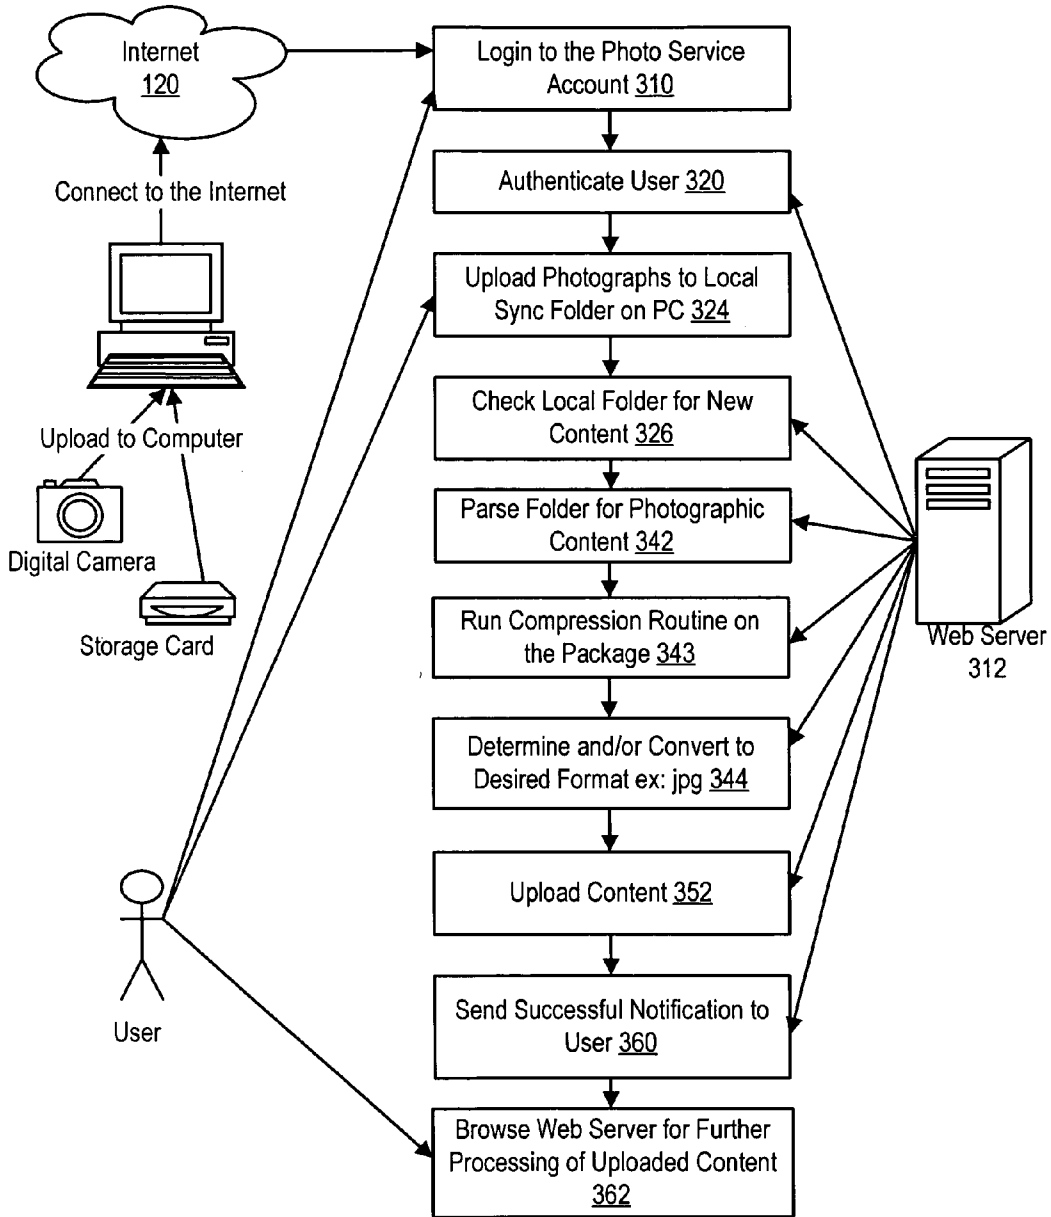 Internet
120
Connect to the Internet
Upload to Computer
Digital Camera
Storage Card
User
Login to the Photo Service
Account 310
Authenticate User 320
Upload Photographs to Local
Sync Folder on PC 324
Check Local Folder for New
Content 326
Parse Folder for Photographic
Content 342
Run Compression Routine on
the Package 343
Determine and/or Convert to
Desired Format ex: jpg 344
Upload Content 352
Send Successful Notification to
User 360
Browse Web Server for Further
Processing of Uploaded Content
362
Web Server
312